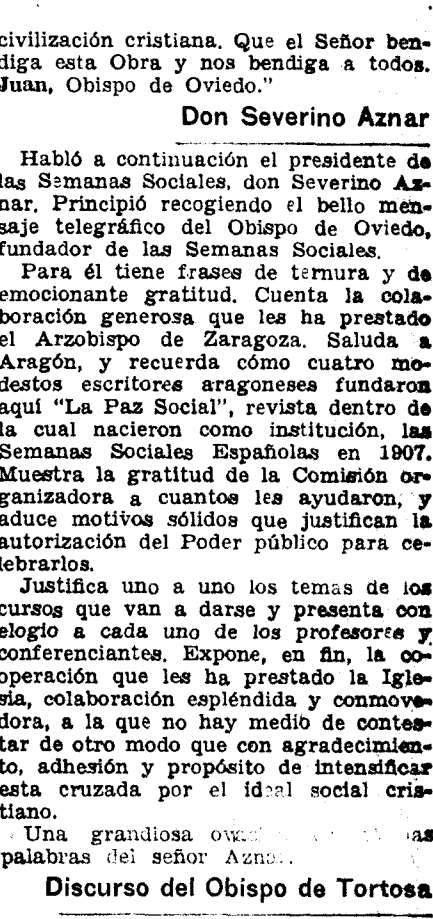 civilización cristiana. Que el Señor ben-
diga esta Obra y nos bendiga a todos.
Juan, Obispo de Oviedo."
Don Severino Aznar
Habló a continuación el presidente de
las Semanas Sociales, don Severino Az-
nar. Principió recogiendo el bello men-
saje telegráfico del Obispo de Oviedo,
fundador de las Semanas Sociales.
Para él tiene frases de ternura y de
emocionante gratitud. Cuenta la cola-
boración generosa que les ha prestado
el Arzobispo de Zaragoza. Saluda a
Aragón, y recuerda cómo cuatro mo-
destos escritores aragoneses fundaron
aquí "La Paz Social", revista dentro de
la cual nacieron como institución, las
Semanas Sociales Españolas en 1907.
Muestra la gratitud de la Comisión or-
ganizadora a cuantos les ayudaron, y
aduce motivos sólidos que justifican la
autorización del Poder público para ce-
lebrarlos.
Justifica uno a uno los temas de los
cursos que van a darse y presenta con
elogio a cada uno de los profesores y
conferenciantes. Expone, en fin, la co-
operación que les ha prestado la Igle-
sia, colaboración espléndida y conmove-
dora, a la que no hay medio de contes-
tar de otro modo que con agradecimien-
to, adhesión y propósito de intensificar
esta cruzada por el ideal social cris-
tiano.
Una grandiosa
palabras del señor Aznar.
Discurso del Obispo de Tortosa